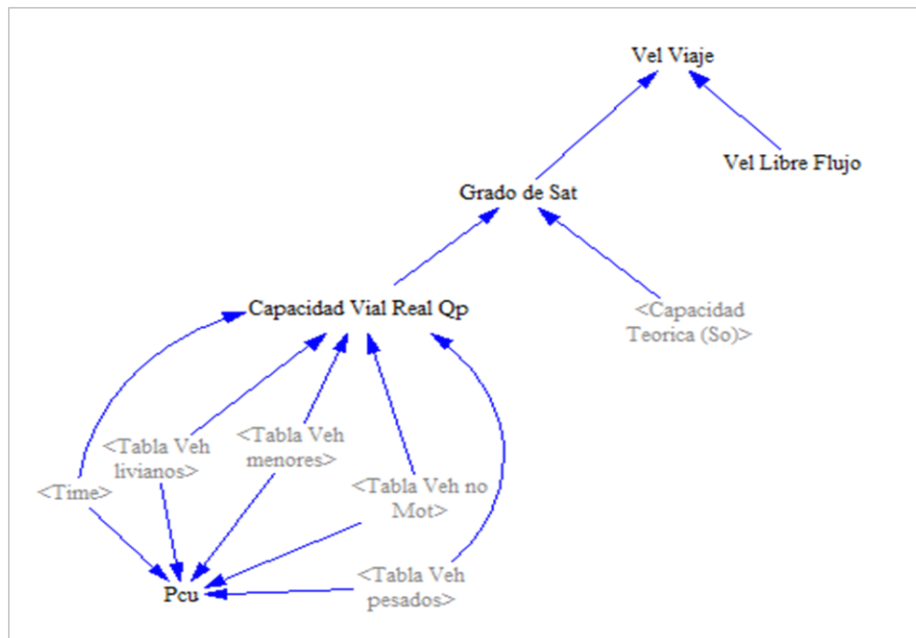 Vel Viaje
Vel Libre Flujo
Grado de Sat
Capacidad Vial Real Qp
<Capacidad
Teorica (So)>
<Tabla Veh
livianos>
<Tabla Veh
menores>
<Time>
<Tabla Veh no
Mot>
<Tabla Veh
pesados>
Pcu